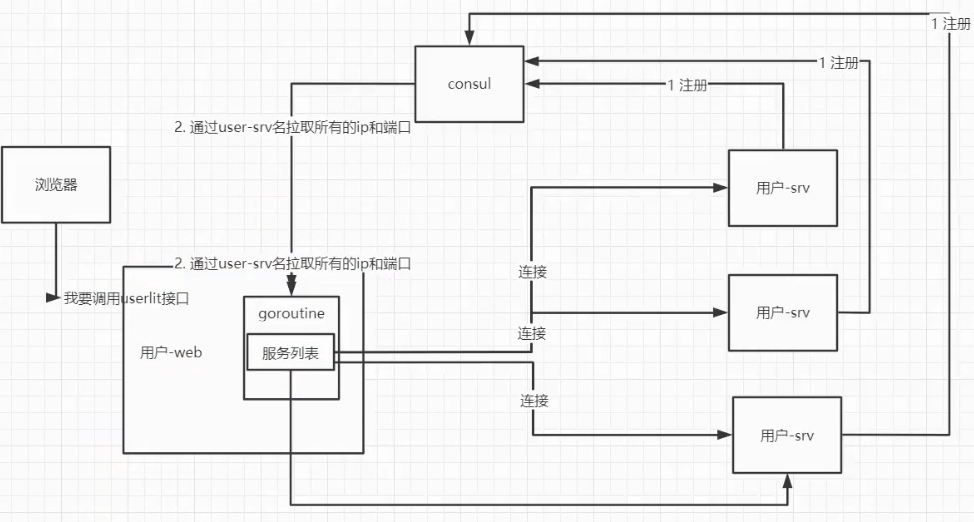 1 注册
1 注册
consul
1 注册
2. 通过user-srv名拉取所有的ip和端口
浏览器
用户-srv
2. 通过user-srv名拉取所有的ip和端口
连接
我要调用userlit接口
goroutine
用户-srv
连接
用户-web
服务列表
连接
用户-srv